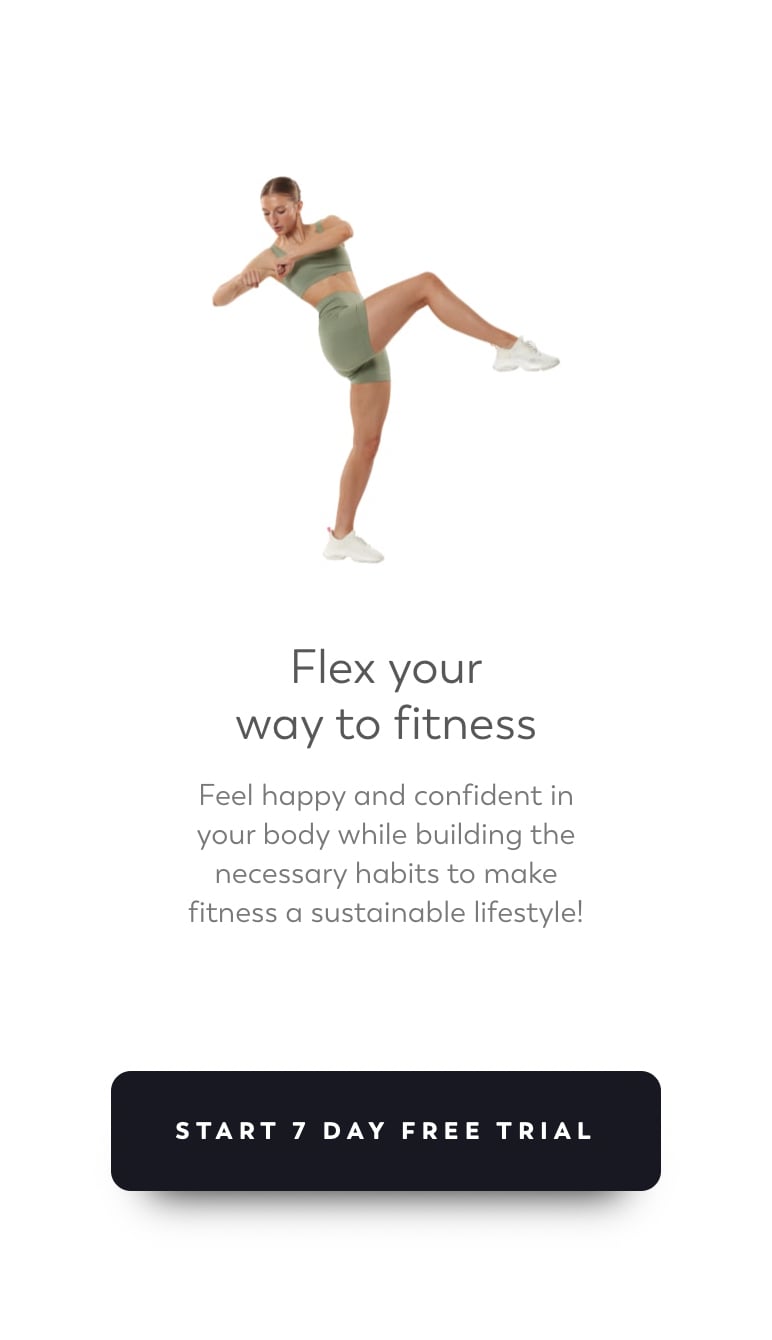 Flex your
way to fitness
Feel happy and confident in
your body while building the
necessary habits to make
fitness a sustainable lifestyle!
START 7 DAY FREE TRIAL